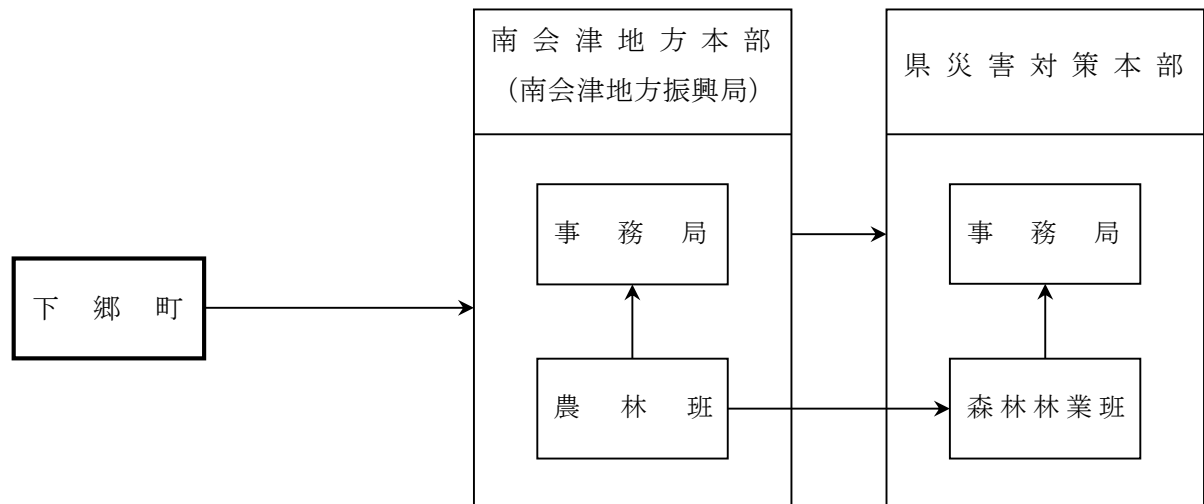 南会津地方本部
（南会津地方振興局）
県災害対策本部
事務局
事務局
下郷町
農林班
森林林業班